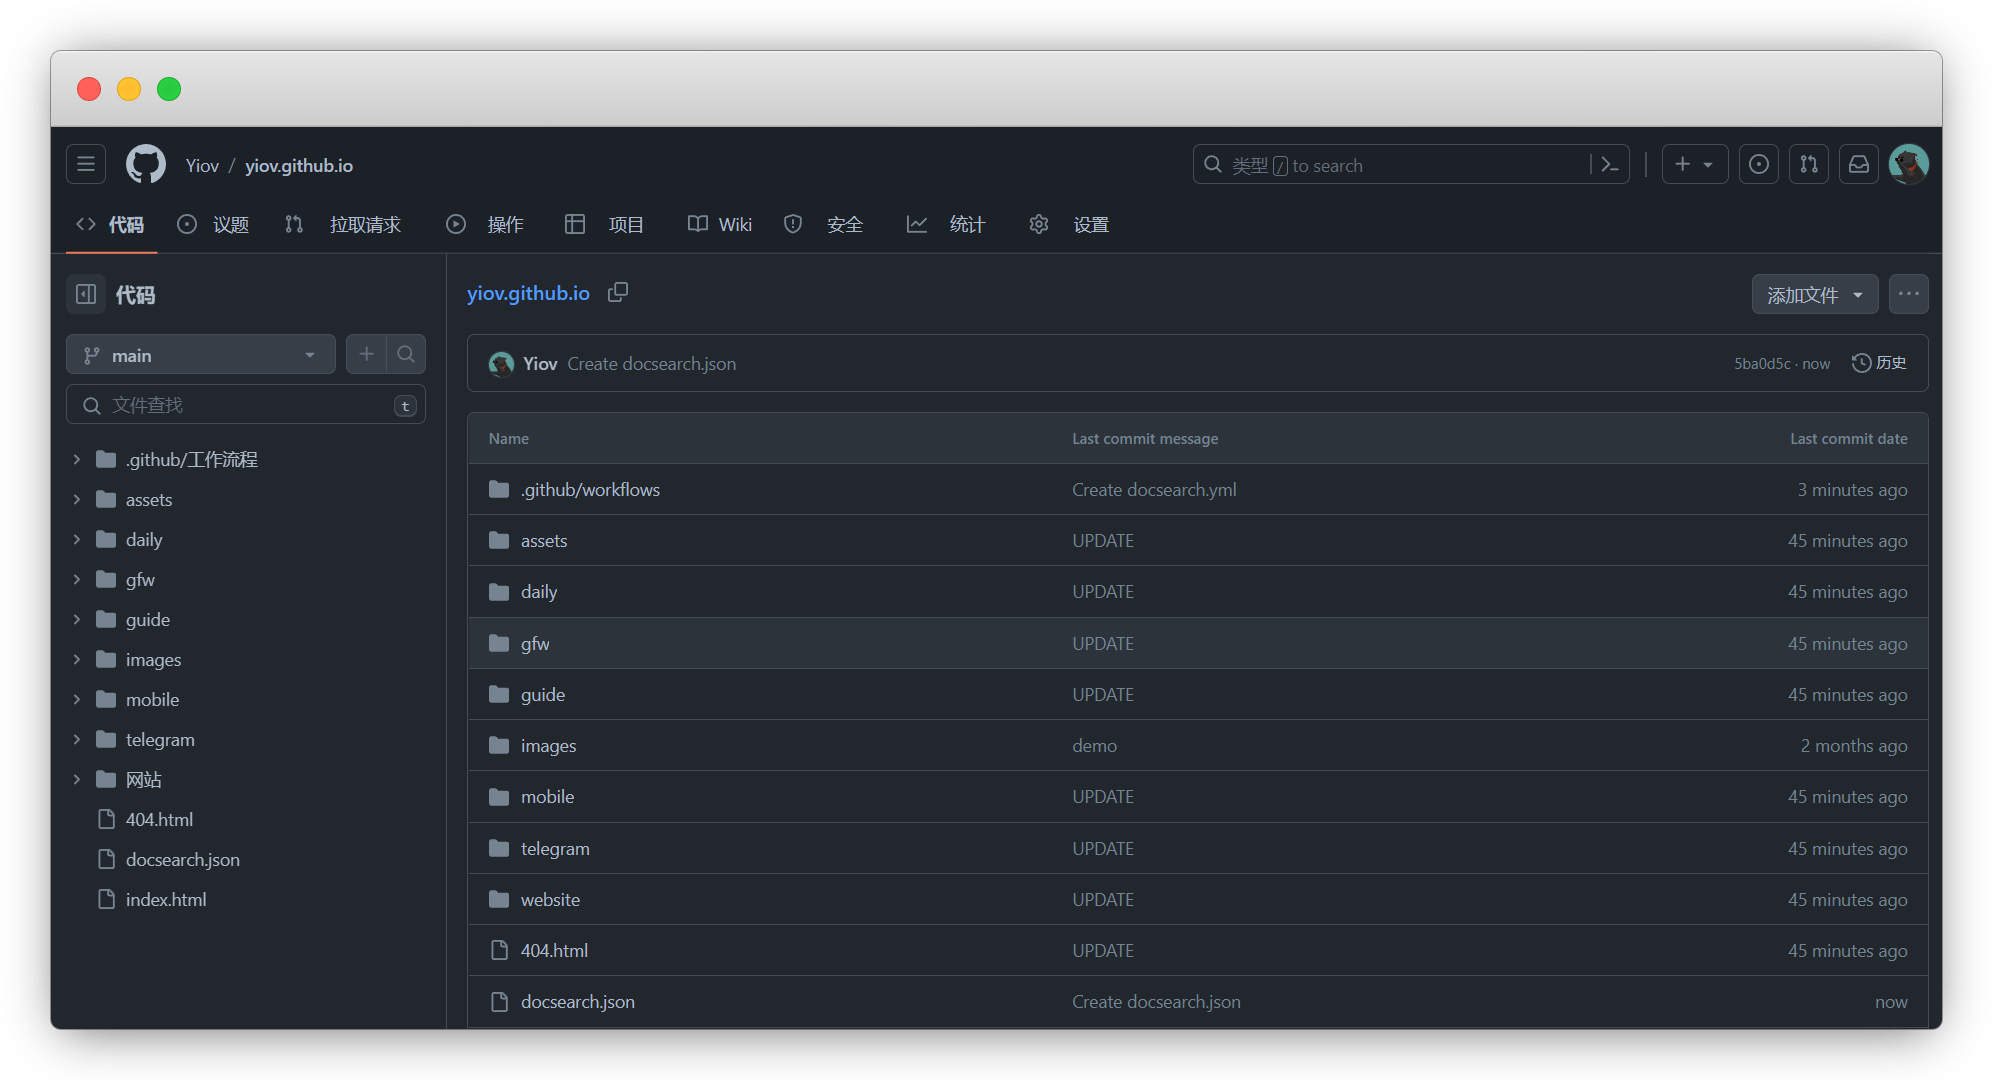 Yiov / yiov.github.io
类型 / to search
代码 议题 拉取请求 操作 项目 Wiki 安全 统计 设置
代码
main
文件查找 t
.github/工作流程
assets
daily
gfw
guide
images
mobile
telegram
网站
404.html
docsearch.json
index.html
yiov.github.io
添加文件
Yiov Create docsearch.json 5ba0d5c · now 历史
Name Last commit message Last commit date
.github/workflows Create docsearch.yml 3 minutes ago
assets UPDATE 45 minutes ago
daily UPDATE 45 minutes ago
gfw UPDATE 45 minutes ago
guide UPDATE 45 minutes ago
images demo 2 months ago
mobile UPDATE 45 minutes ago
telegram UPDATE 45 minutes ago
website UPDATE 45 minutes ago
404.html UPDATE 45 minutes ago
docsearch.json Create docsearch.json now